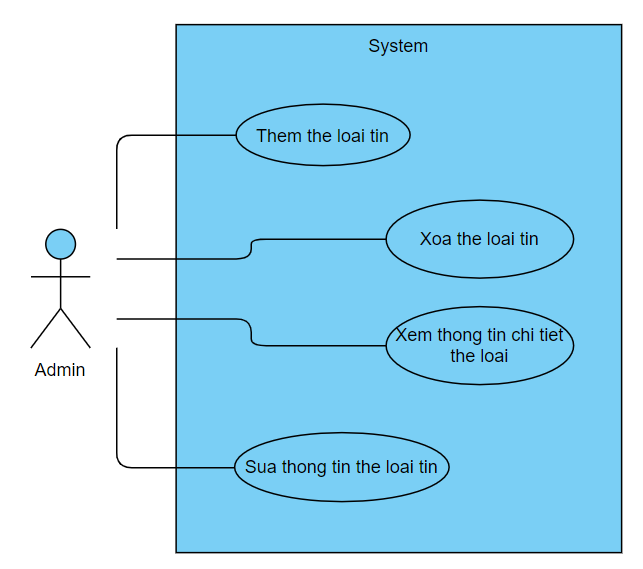 System
Them the loai tin
Xoa the loai tin
Xem thong tin chi tiet
the loai
Admin
Sua thong tin the loai tin